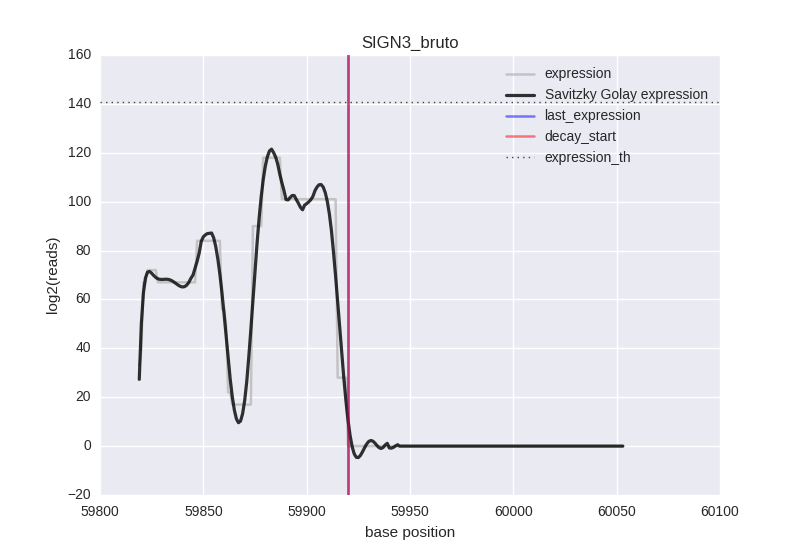 SIGN3_bruto
160
140
120
100
80
60
40
20
0
−20
log2(reads)
expression
Savitzky Golay expression
last_expression
decay_start
expression_th
59800
59850
59900
59950
60000
60050
60100
base position